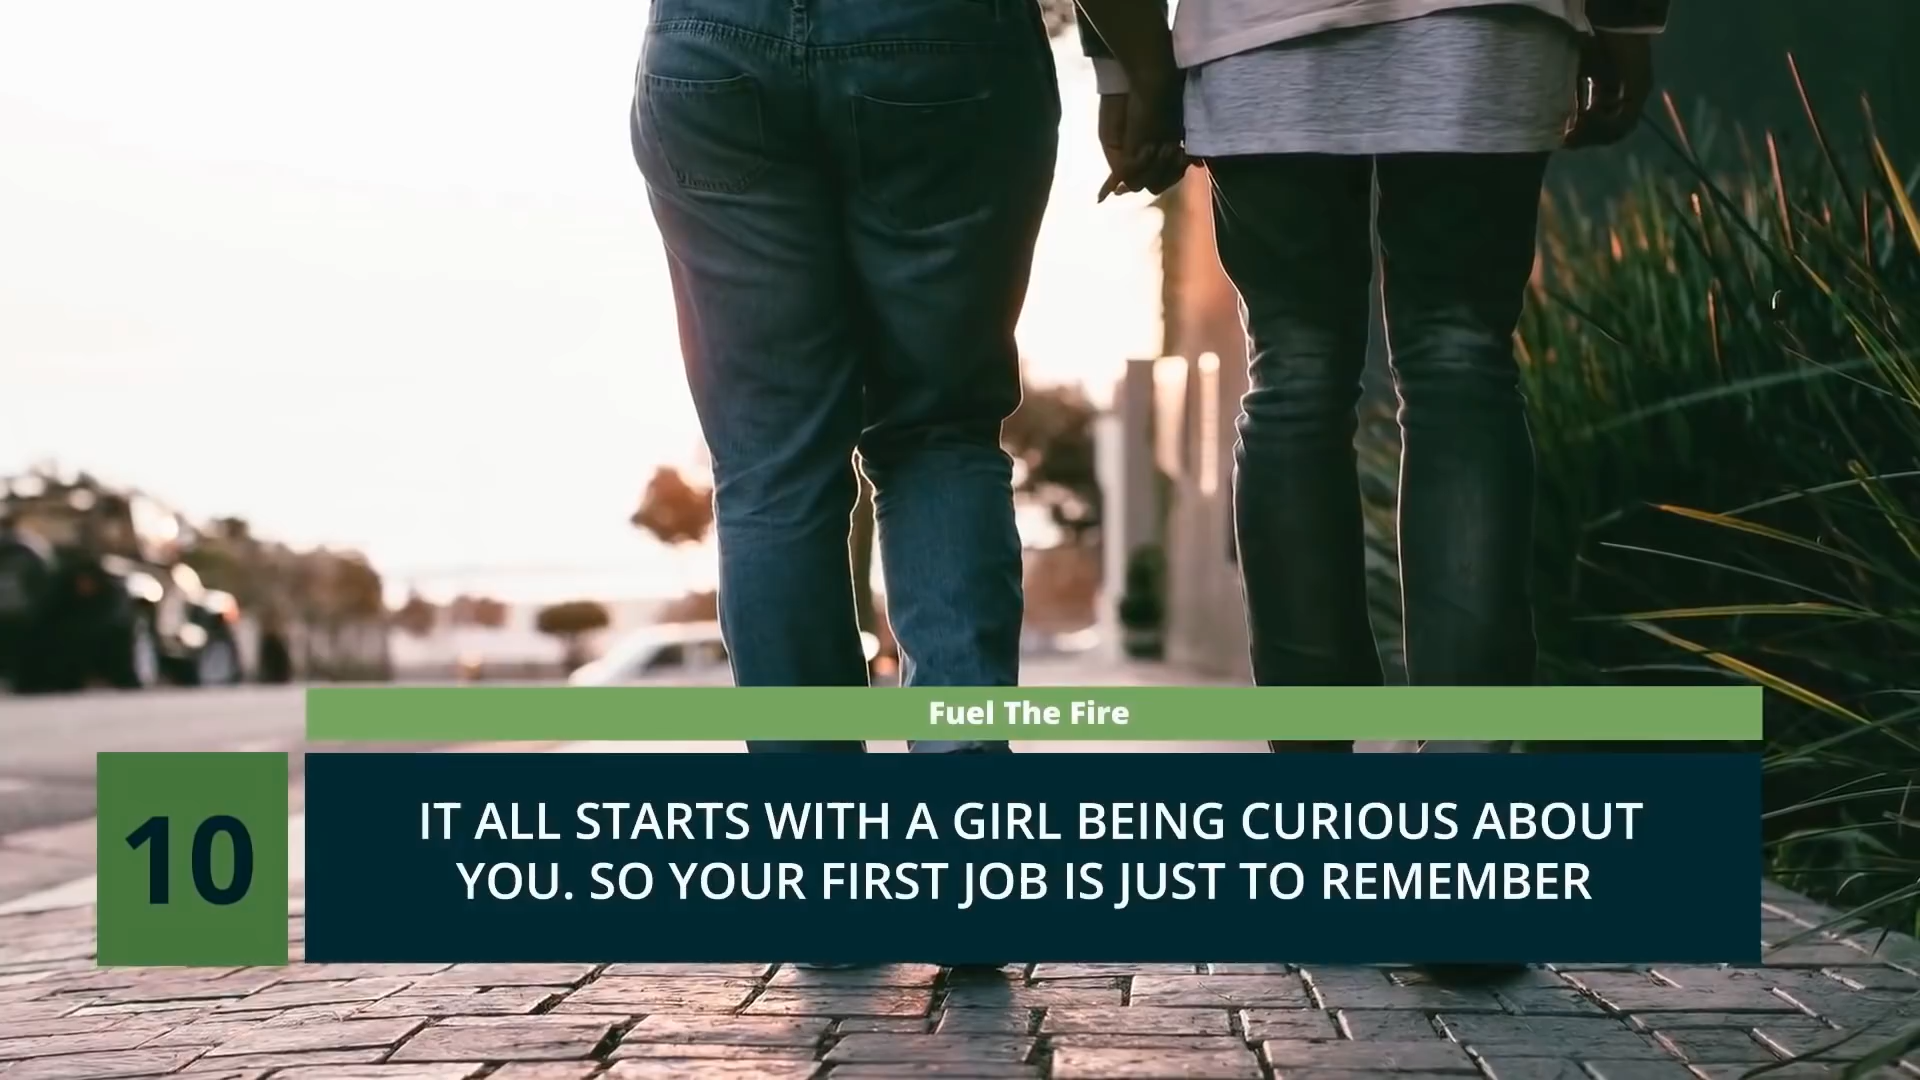 Fuel The Fire
10
IT ALL STARTS WITH A GIRL BEING CURIOUS ABOUT
YOU. SO YOUR FIRST JOB IS JUST TO REMEMBER